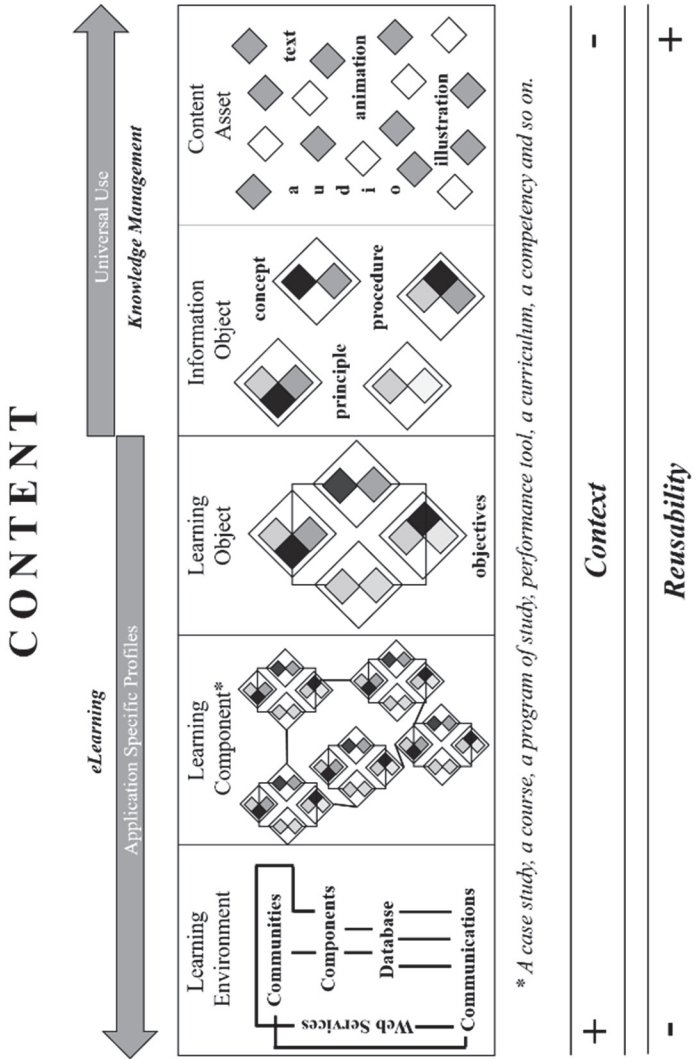 CONTENT
eLearning
Application Specific Profiles
Universal Use
Knowledge Management
Learning
Environment
Communities
Components
Database
Communications
Web Services
Learning
Component*
Learning
Object
objectives
Information
Object
concept
principle
procedure
Content
Asset
text
audio
animation
illustration
* A case study, a course, a program of study, performance tool, a curriculum, a competency and so on.
+ Context -
- Reusability +